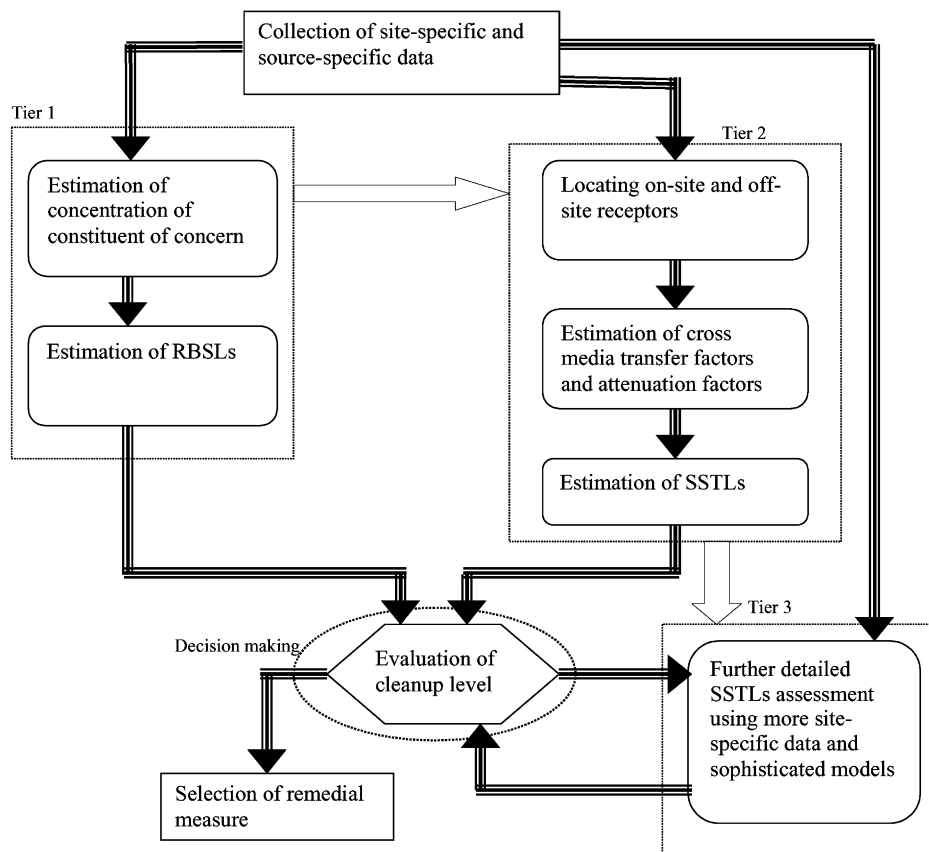 Collection of site-specific and
source-specific data
Tier 1
Estimation of
concentration of
constituent of concern
Estimation of RBSLs
Tier 2
Locating on-site and off-
site receptors
Estimation of cross
media transfer factors
and attenuation factors
Estimation of SSTLs
Decision making
Evaluation of
cleanup level
Tier 3
Further detailed
SSTLs assessment
using more site-
specific data and
sophisticated models
Selection of remedial
measure